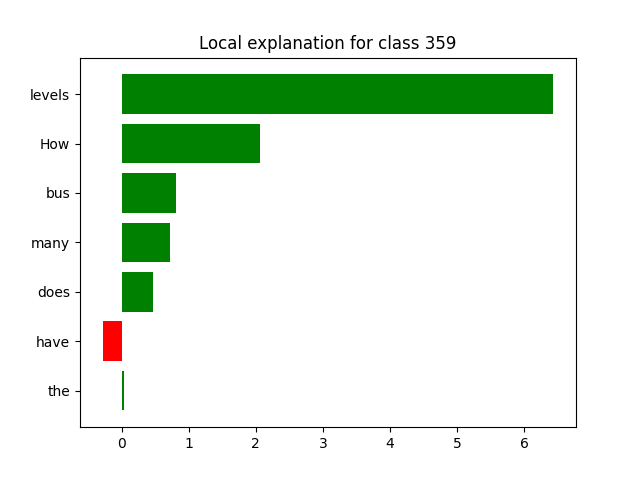 Local explanation for class 359
levels
How
bus
many
does
have
the
0 1 2 3 4 5 6